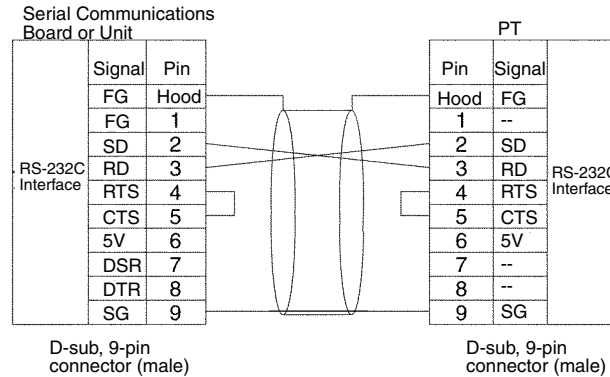 Serial Communications
Board or Unit
PT
Signal Pin
Pin Signal
FG Hood
Hood FG
FG 1
1 --
SD 2
2 SD
RD 3
3 RD
RS-232C
Interface
RS-232C
Interface
RTS 4
4 RTS
CTS 5
5 CTS
5V 6
6 5V
DSR 7
7 --
DTR 8
8 --
SG 9
9 SG
D-sub, 9-pin
connector (male)
D-sub, 9-pin
connector (male)